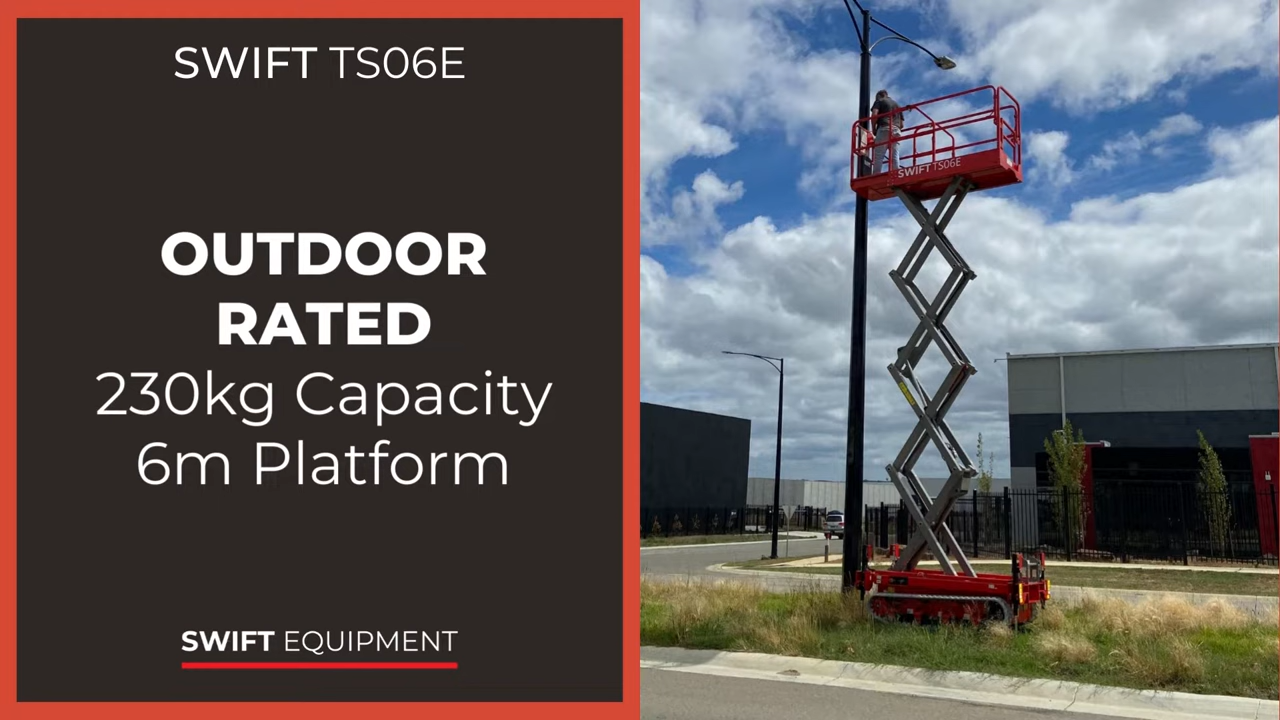 SWIFT TS06E
OUTDOOR
RATED
230kg Capacity
6m Platform
SWIFT EQUIPMENT
SWIFT TS06E